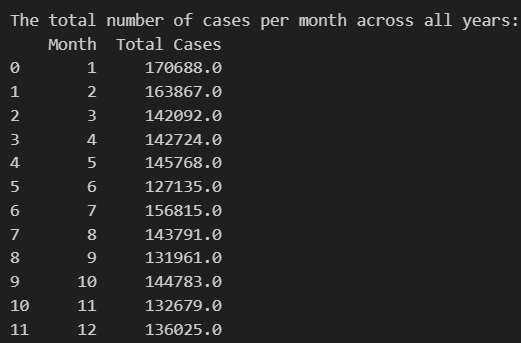 The total number of cases per month across all years:
Month Total Cases
0 1 170688.0
1 2 163867.0
2 3 142092.0
3 4 142724.0
4 5 145768.0
5 6 127135.0
6 7 156815.0
7 8 143791.0
8 9 131961.0
9 10 144783.0
10 11 132679.0
11 12 136025.0